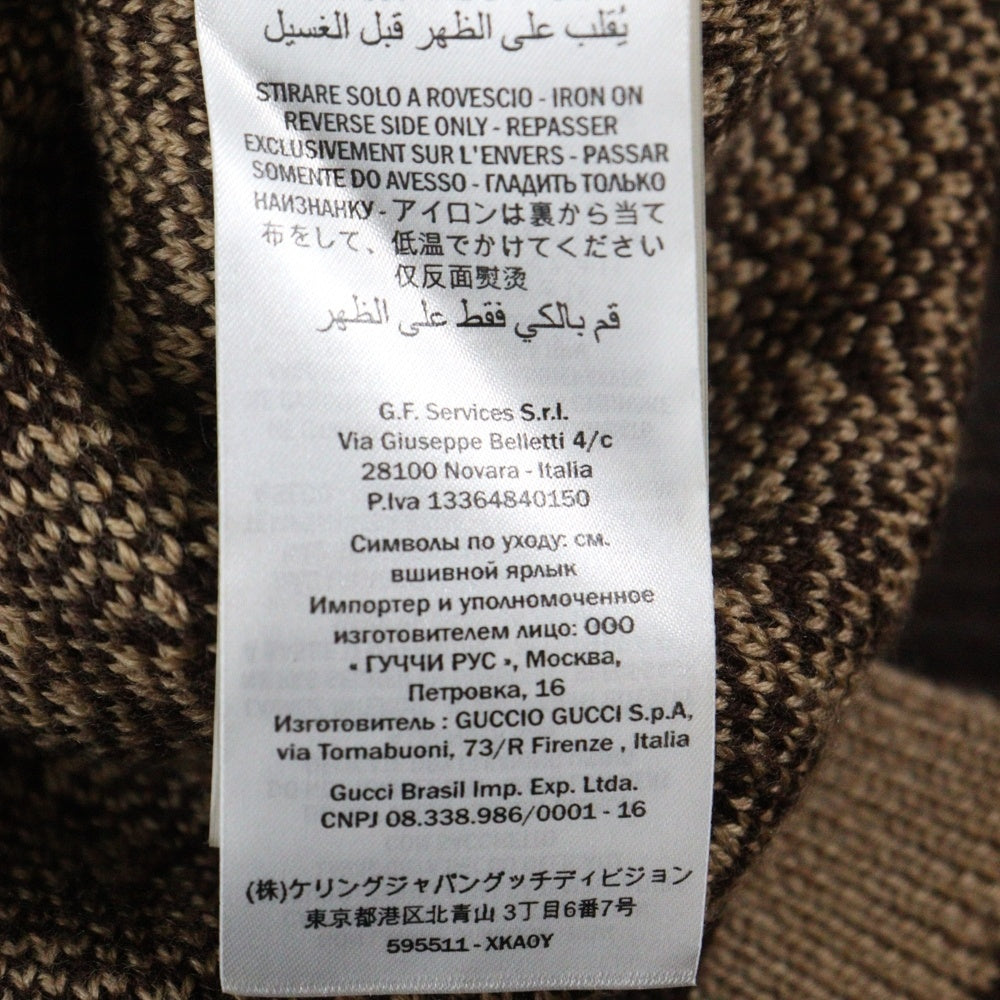 يُقلب على الظهر قبل الغسيل
STIRARE SOLO A ROVESCIO - IRON ON
REVERSE SIDE ONLY - REPASSER
EXCLUSIVEMENT SUR L'ENVERS - PASSAR
SOMENTE DO AVESSO - ГЛАДИТЬ ТОЛЬКО
НАИЗНАНКУ - アイロンは裏から当て
布をして、低温でかけてください
仅反面熨烫
قم بالكي فقط على الظهر
G.F. Services S.r.l.
Via Giuseppe Belletti 4/c
28100 Novara - Italia
P.Iva 13364840150
Символы по уходу: см.
вшивной ярлык
Импортер и уполномоченное
изготовителем лицо: ООО
« ГУЧЧИ РУС », Москва,
Петровка, 16
Изготовитель : GUCCIO GUCCI S.p.A,
via Tornabuoni, 73/R Firenze , Italia
Gucci Brasil Imp. Exp. Ltda.
CNPJ 08.338.986/0001 - 16
(株)ケリングジャパングッチディビジョン
東京都港区北青山 3丁目6番7号
595511 - XKA0Y